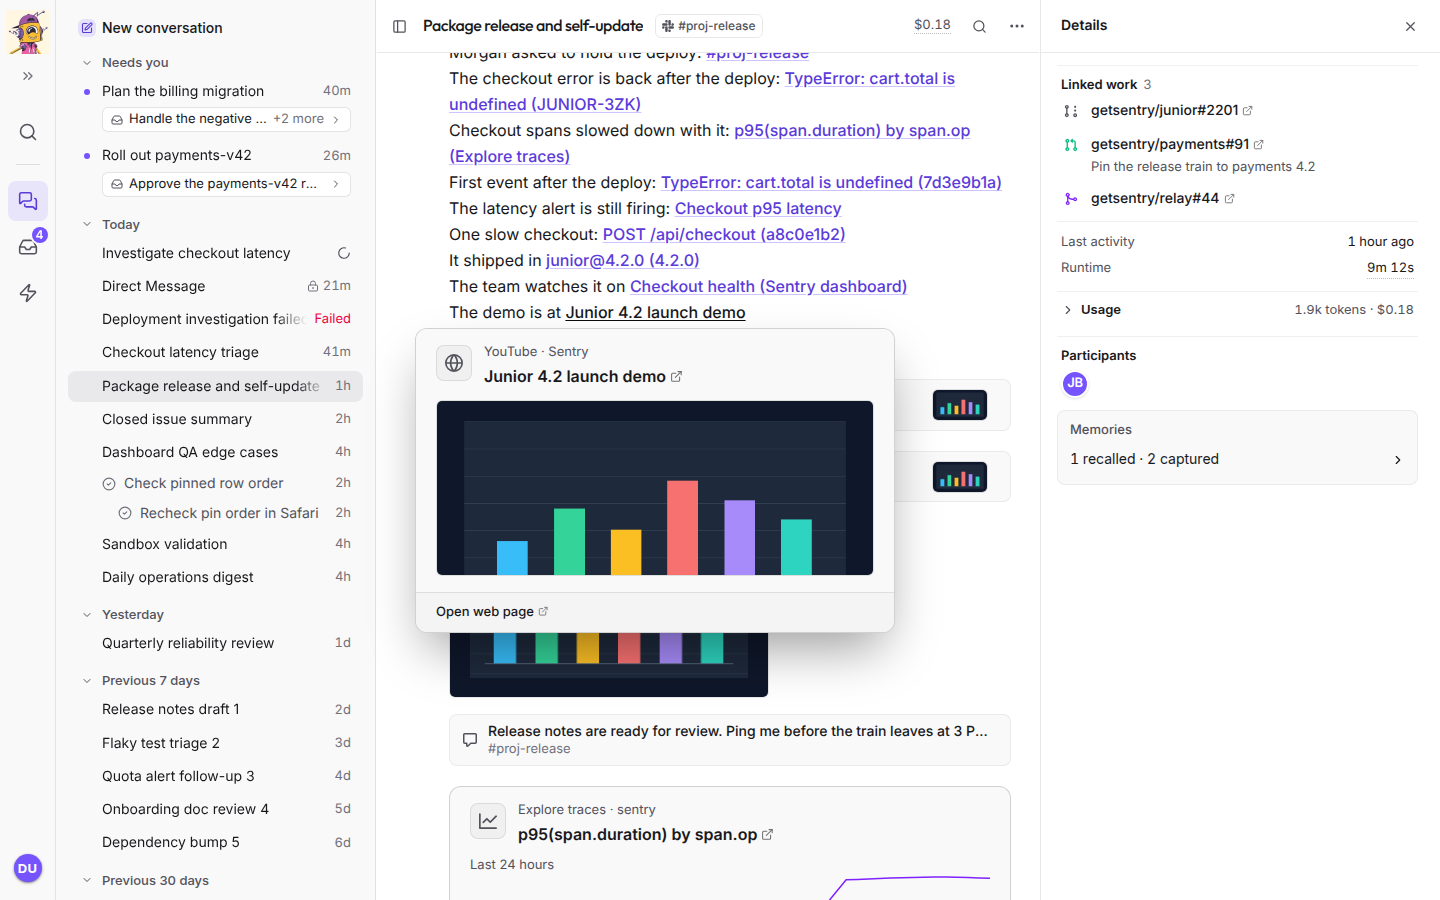 New conversation
Needs you
Plan the billing migration 40m
Handle the negative ... +2 more
Roll out payments-v42 26m
Approve the payments-v42 r...
Today
4
Investigate checkout latency
Direct Message 21m
Deployment investigation failed Failed
Checkout latency triage 41m
Package release and self-update 1h
Closed issue summary 2h
Dashboard QA edge cases 4h
Check pinned row order 2h
Recheck pin order in Safari 2h
Sandbox validation 4h
Daily operations digest 4h
Yesterday
Quarterly reliability review 1d
Previous 7 days
Release notes draft 1 2d
Flaky test triage 2 3d
Quota alert follow-up 3 4d
Onboarding doc review 4 5d
Dependency bump 5 6d
Previous 30 days
DU
Package release and self-update #proj-release $0.18
Morgan asked to hold the deploy: #proj-release
The checkout error is back after the deploy: TypeError: cart.total is
undefined (JUNIOR-3ZK)
Checkout spans slowed down with it: p95(span.duration) by span.op
(Explore traces)
First event after the deploy: TypeError: cart.total is undefined (7d3e9b1a)
The latency alert is still firing: Checkout p95 latency
One slow checkout: POST /api/checkout (a8c0e1b2)
It shipped in junior@4.2.0 (4.2.0)
The team watches it on Checkout health (Sentry dashboard)
The demo is at Junior 4.2 launch demo
YouTube · Sentry
Junior 4.2 launch demo
Open web page
Release notes are ready for review. Ping me before the train leaves at 3 P...
#proj-release
Explore traces · sentry
p95(span.duration) by span.op
Last 24 hours
Details
Linked work 3
getsentry/junior#2201
getsentry/payments#91
Pin the release train to payments 4.2
getsentry/relay#44
Last activity 1 hour ago
Runtime 9m 12s
Usage 1.9k tokens · $0.18
Participants
JB
Memories
1 recalled · 2 captured